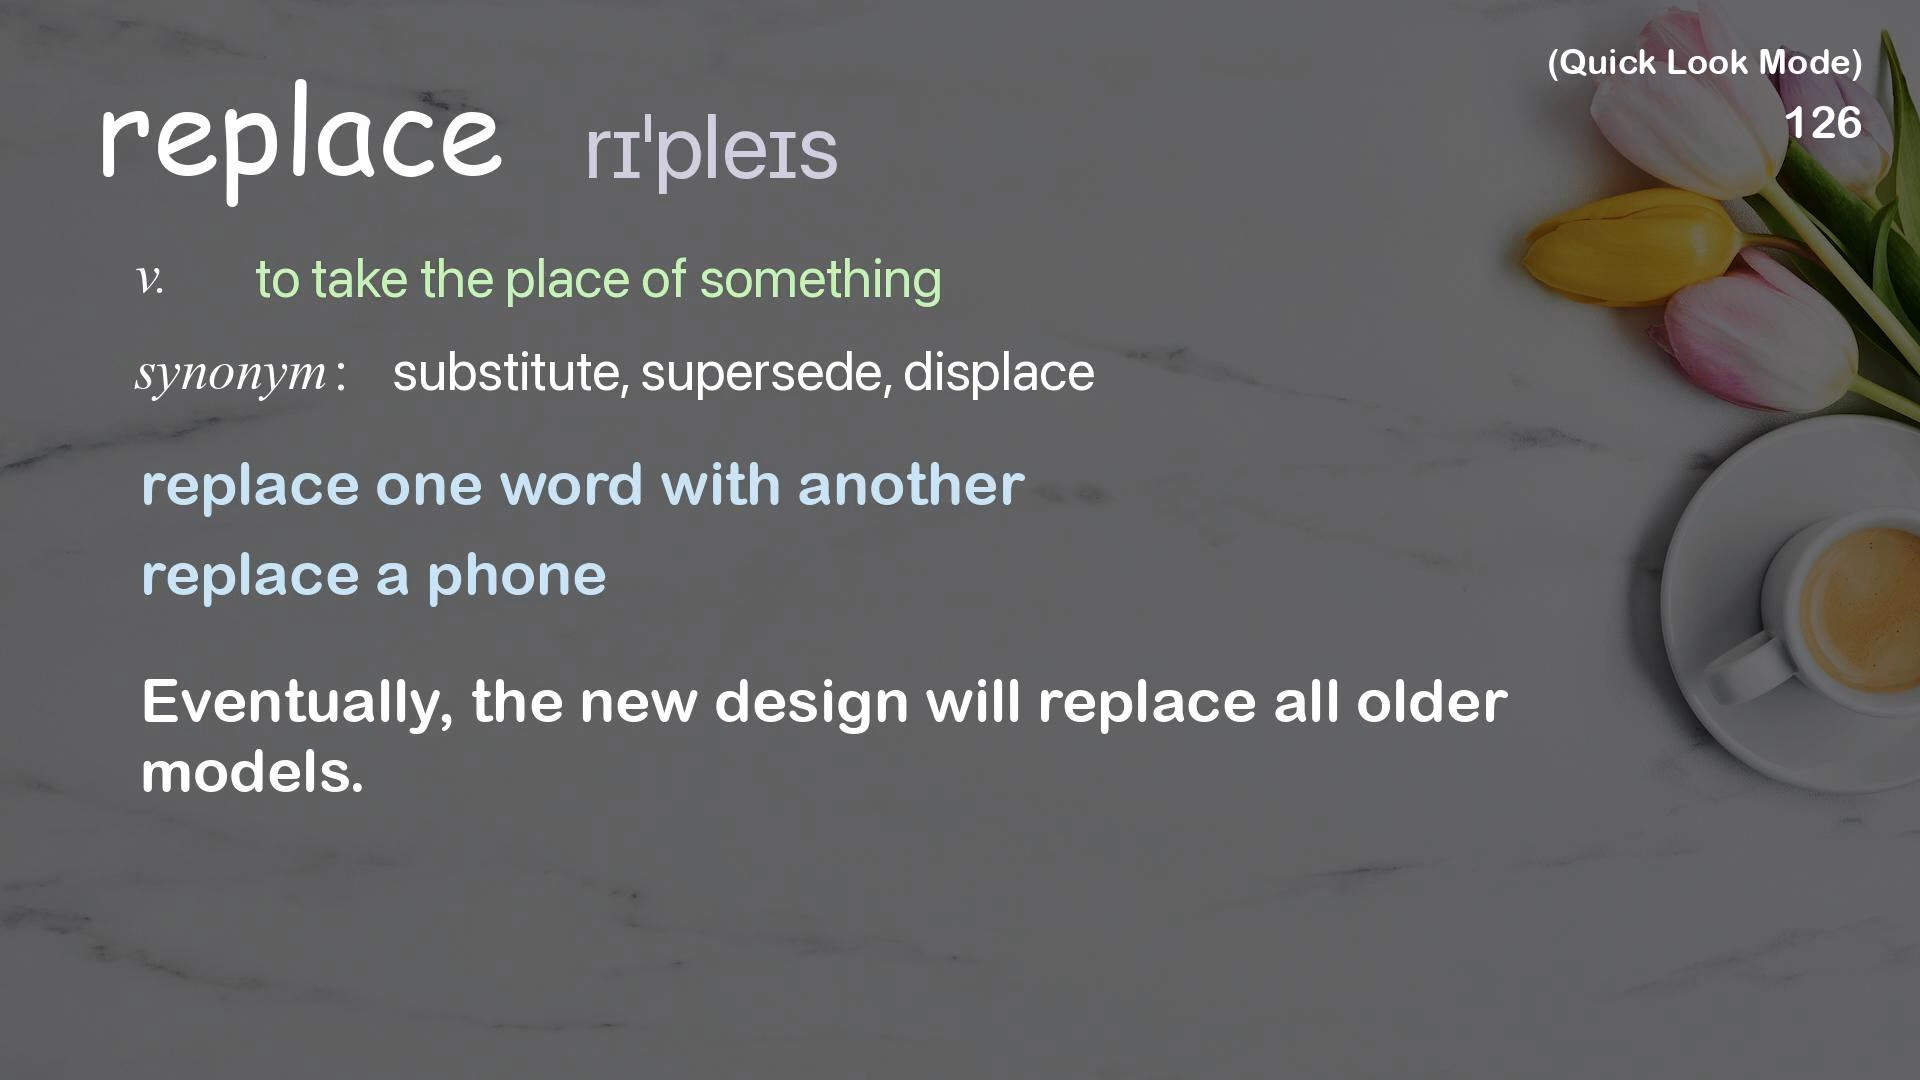 (Quick Look Mode)
126
replace rɪˈpleɪs
v. to take the place of something
synonym: substitute, supersede, displace
replace one word with another
replace a phone
Eventually, the new design will replace all older
models.